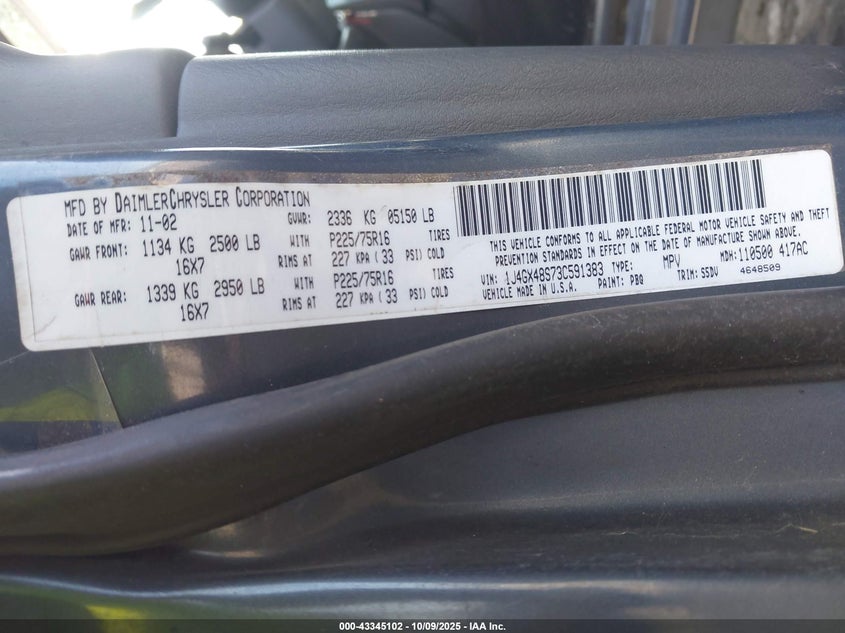 MFD BY DAIMLERCHRYSLER CORPORATION
DATE OF MFR: 11-02 GVWR: 2336 KG 05150 LB
GAWR FRONT: 1134 KG 2500 LB WITH P225/75R16 TIRES
16X7 RIMS AT 227 KPA ( 33 PSI) COLD
GAWR REAR: 1339 KG 2950 LB WITH P225/75R16 TIRES
16X7 RIMS AT 227 KPA ( 33 PSI) COLD
THIS VEHICLE CONFORMS TO ALL APPLICABLE FEDERAL MOTOR VEHICLE SAFETY AND THEFT
PREVENTION STANDARDS IN EFFECT ON THE DATE OF MANUFACTURE SHOWN ABOVE.
MDH: 110500 417AC
VIN: 1J4GX48S73C591383 TYPE: MPV 4648509
VEHICLE MADE IN U.S.A. PAINT: PBQ TRIM: SSDV
000-43345102 - 10/09/2025 - IAA Inc.